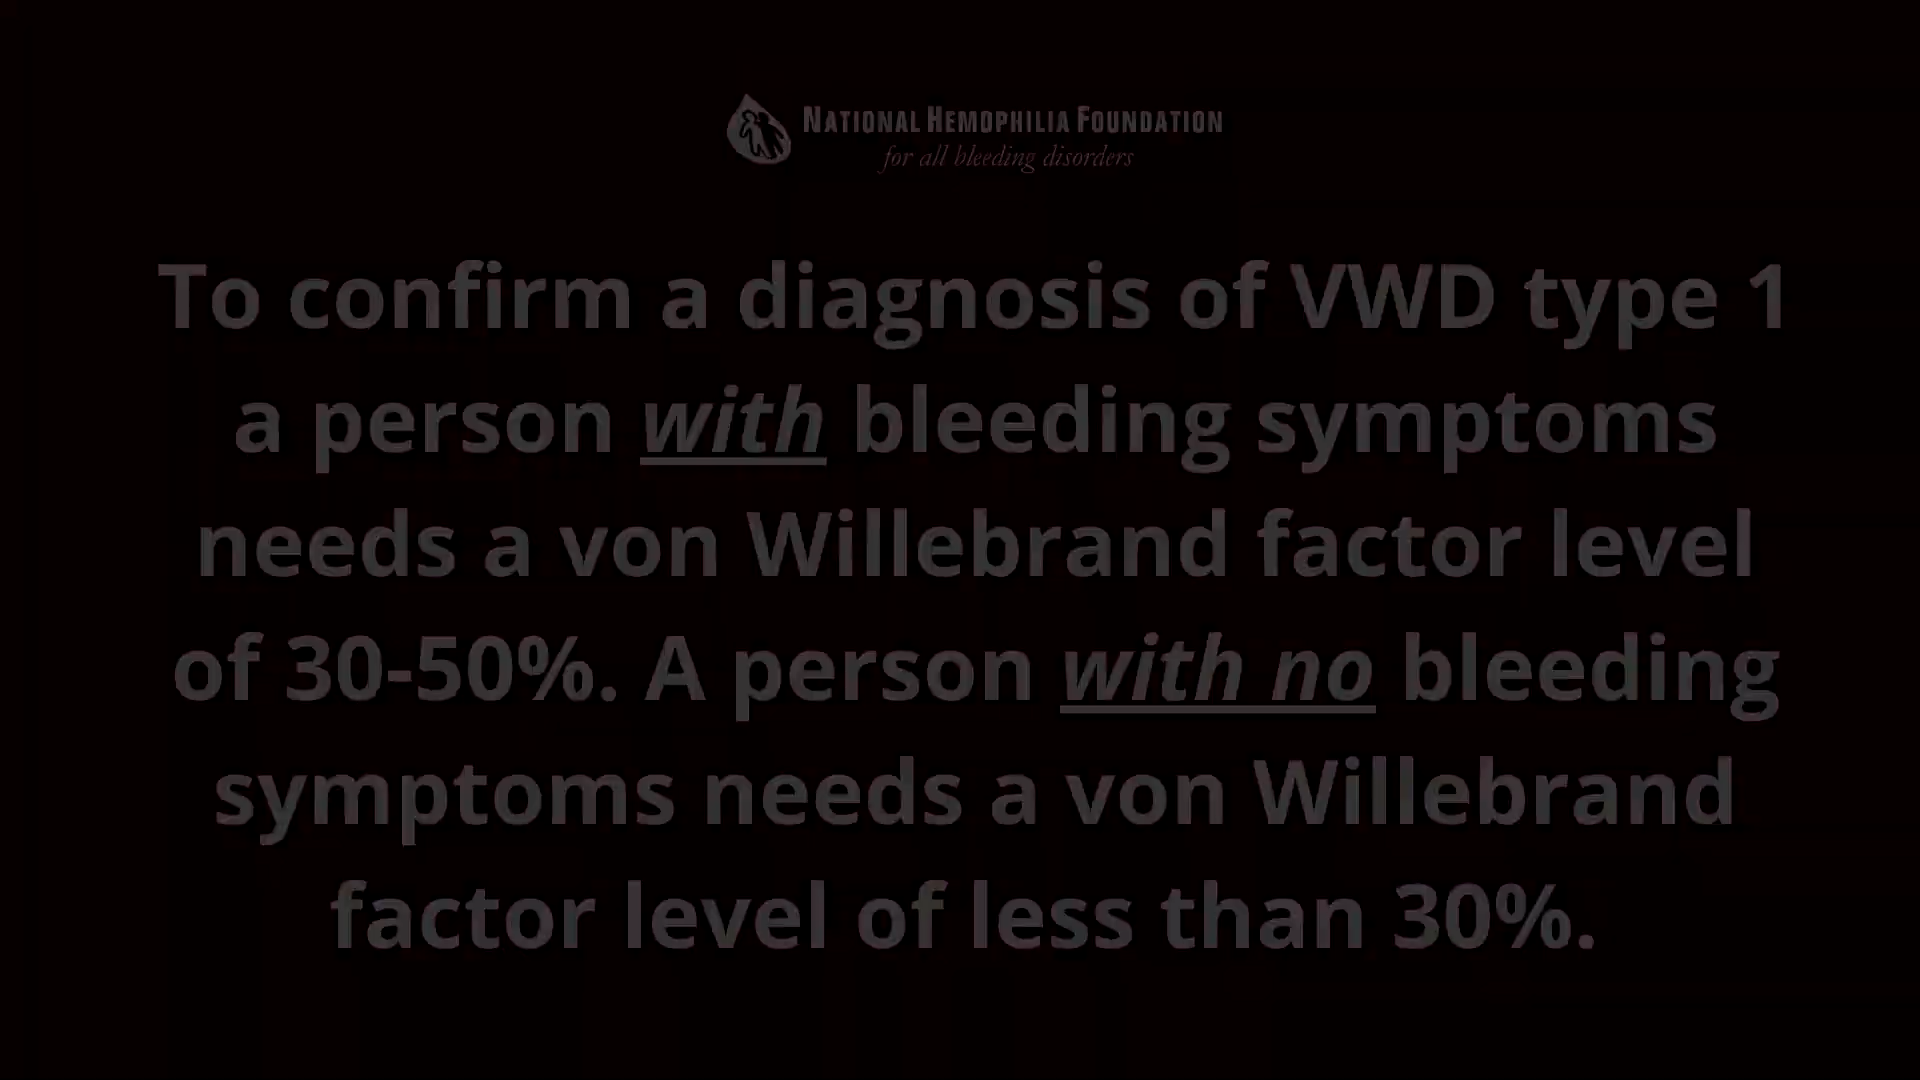 NATIONAL HEMOPHILIA FOUNDATION
for all bleeding disorders
To confirm a diagnosis of VWD type 1
a person with bleeding symptoms
needs a von Willebrand factor level
of 30-50%. A person with no bleeding
symptoms needs a von Willebrand
factor level of less than 30%.